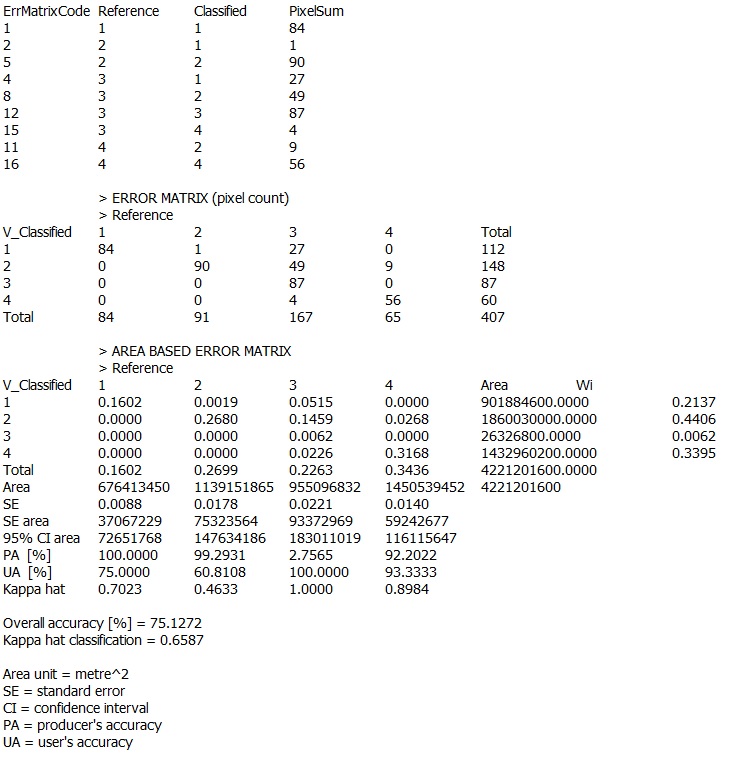 ErrMatrixCode Reference Classified PixelSum
1 1 1 84
2 2 1 1
5 2 2 90
4 3 1 27
8 3 2 49
12 3 3 87
15 3 4 4
11 4 2 9
16 4 4 56
> ERROR MATRIX (pixel count)
> Reference
V_Classified 1 2 3 4 Total
1 84 1 27 0 112
2 0 90 49 9 148
3 0 0 87 0 87
4 0 0 4 56 60
Total 84 91 167 65 407
> AREA BASED ERROR MATRIX
> Reference
V_Classified 1 2 3 4 Area Wi
1 0.1602 0.0019 0.0515 0.0000 901884600.0000 0.2137
2 0.0000 0.2680 0.1459 0.0268 1860030000.0000 0.4406
3 0.0000 0.0000 0.0062 0.0000 26326800.0000 0.0062
4 0.0000 0.0000 0.0226 0.3168 1432960200.0000 0.3395
Total 0.1602 0.2699 0.2263 0.3436 4221201600.0000
Area 676413450 1139151865 955096832 1450539452 4221201600
SE 0.0088 0.0178 0.0221 0.0140
SE area 37067229 75323564 93372969 59242677
95% CI area 72651768 147634186 183011019 116115647
PA [%] 100.0000 99.2931 2.7565 92.2022
UA [%] 75.0000 60.8108 100.0000 93.3333
Kappa hat 0.7023 0.4633 1.0000 0.8984
Overall accuracy [%] = 75.1272
Kappa hat classification = 0.6587
Area unit = metre^2
SE = standard error
CI = confidence interval
PA = producer's accuracy
UA = user's accuracy